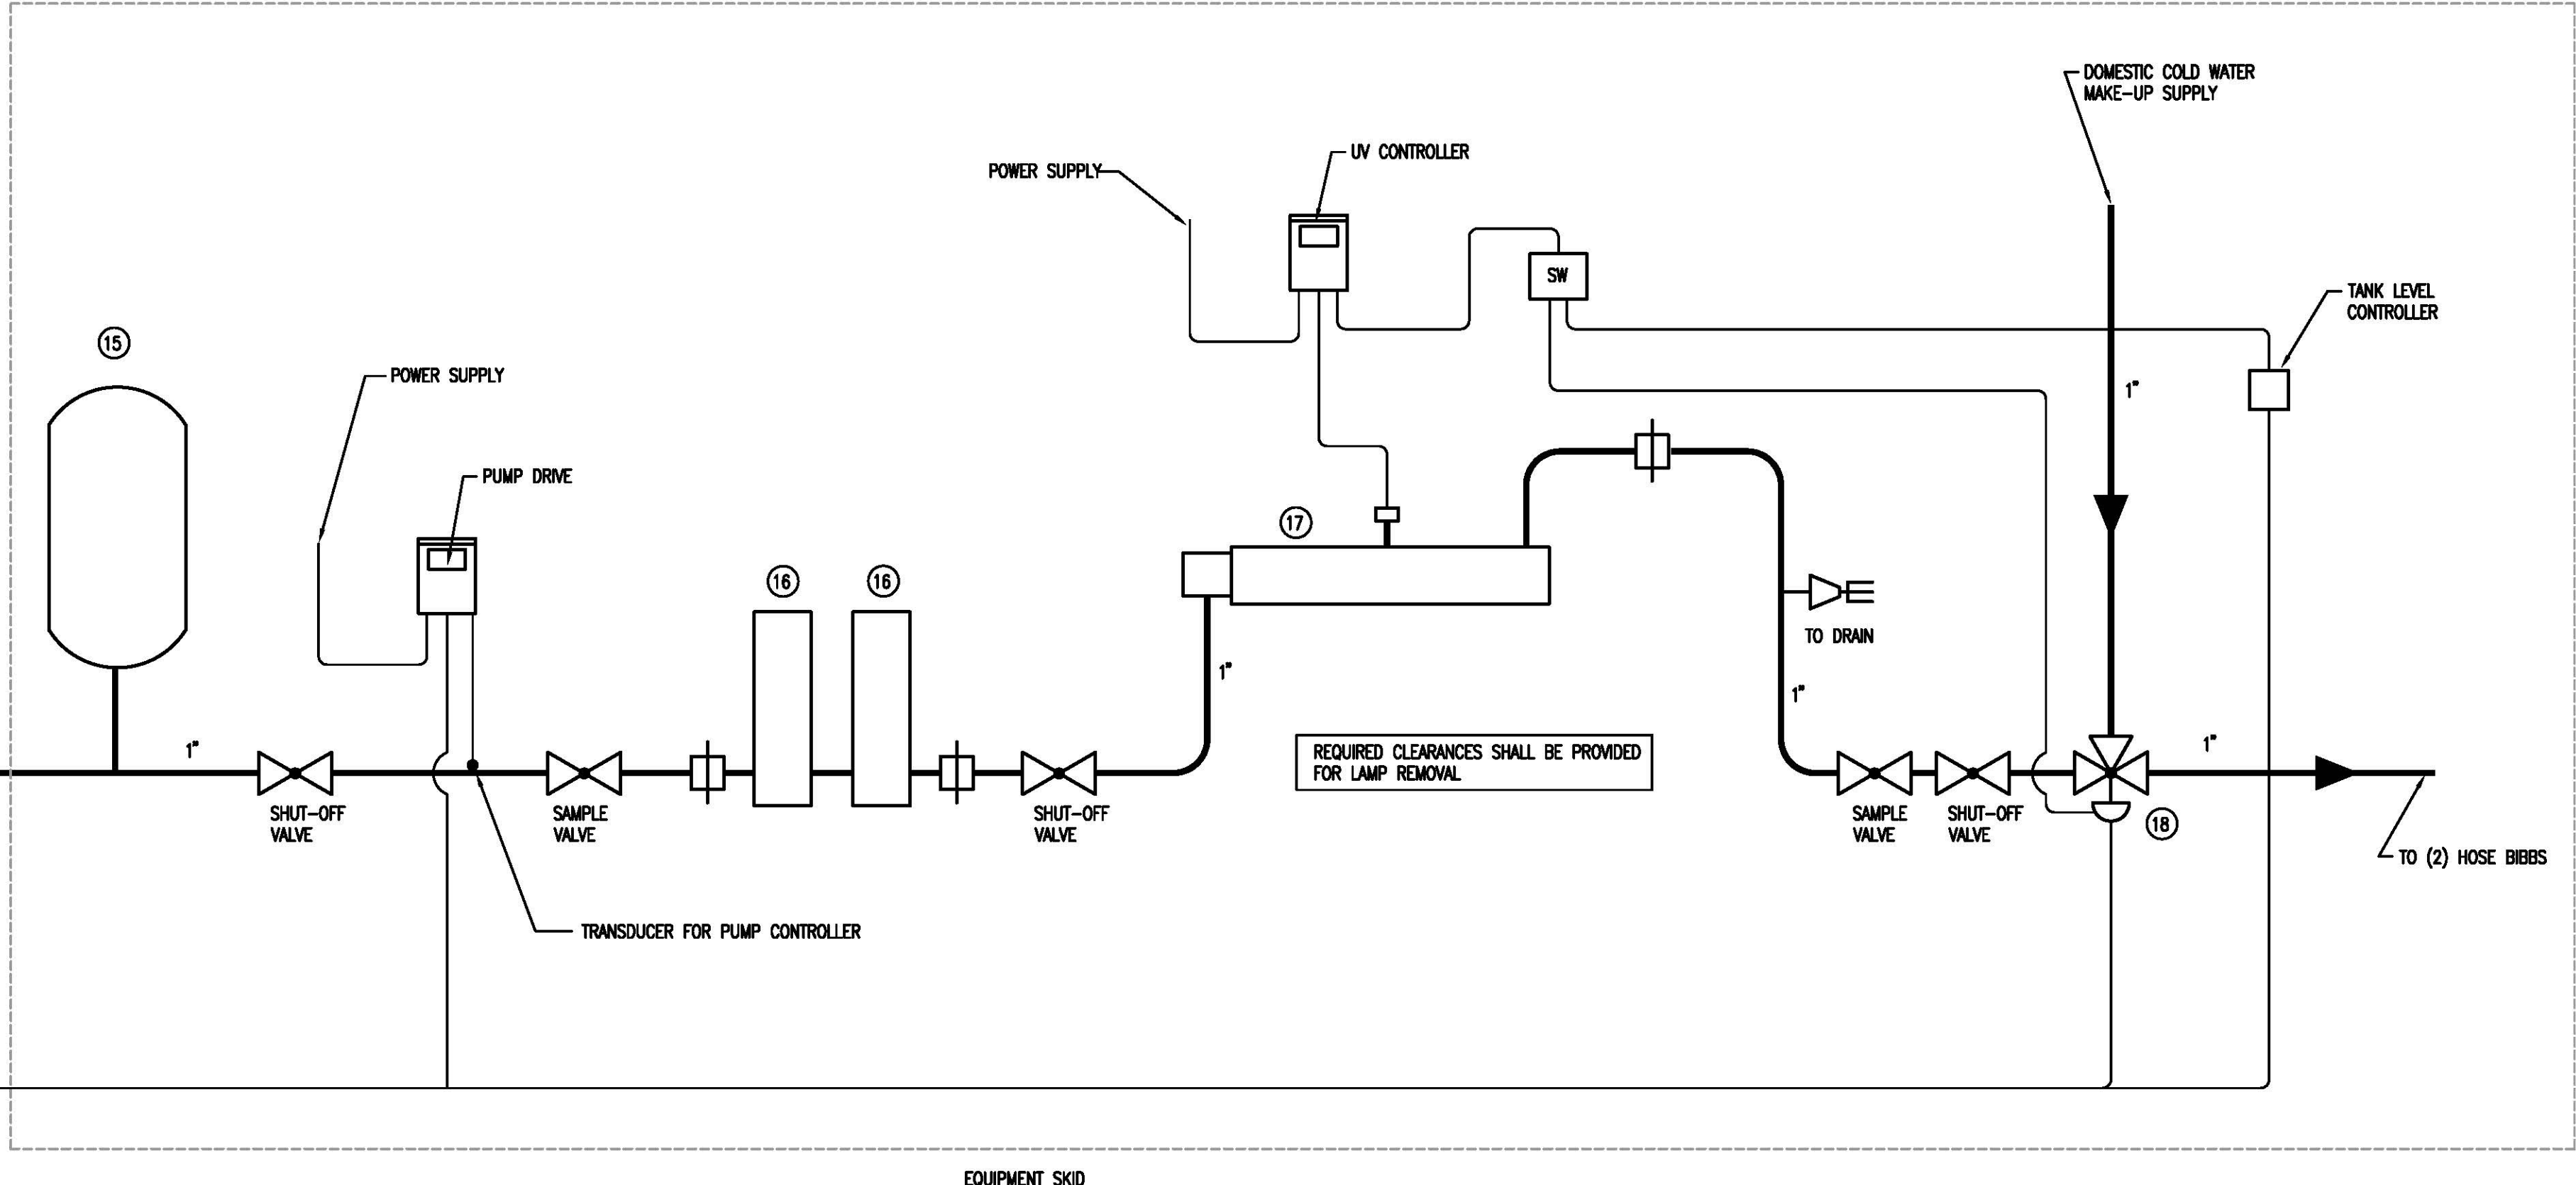 DOMESTIC COLD WATER
MAKE-UP SUPPLY
UV CONTROLLER
POWER SUPPLY
SW
TANK LEVEL
CONTROLLER
15
POWER SUPPLY
1"
PUMP DRIVE
17
16
16
TO DRAIN
1"
1"
1"
1"
REQUIRED CLEARANCES SHALL BE PROVIDED
FOR LAMP REMOVAL
SHUT-OFF
VALVE
SAMPLE
VALVE
SHUT-OFF
VALVE
SAMPLE
VALVE
SHUT-OFF
VALVE
18
TO (2) HOSE BIBBS
TRANSDUCER FOR PUMP CONTROLLER
EQUIPMENT SKID